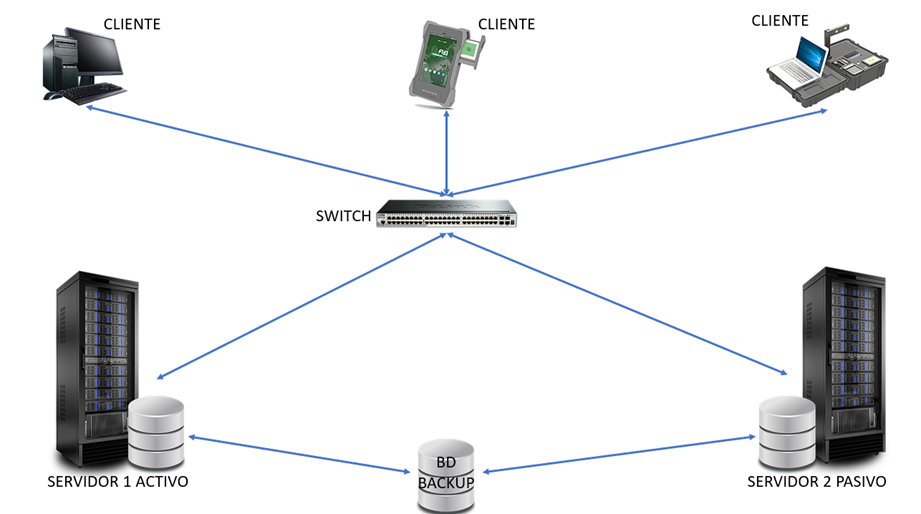 CLIENTE
CLIENTE
CLIENTE
SWITCH
BD
BACKUP
SERVIDOR 1 ACTIVO
SERVIDOR 2 PASIVO